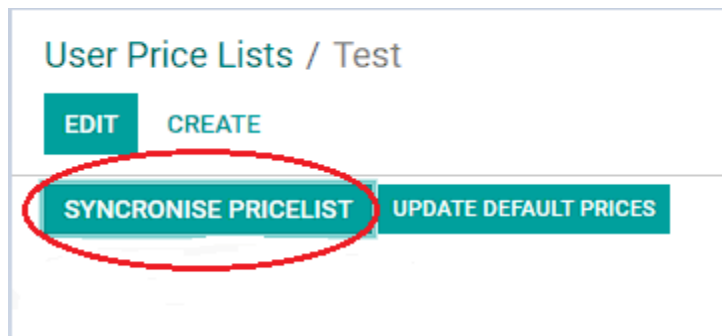 User Price Lists / Test
EDIT CREATE
SYNCRONISE PRICELIST UPDATE DEFAULT PRICES